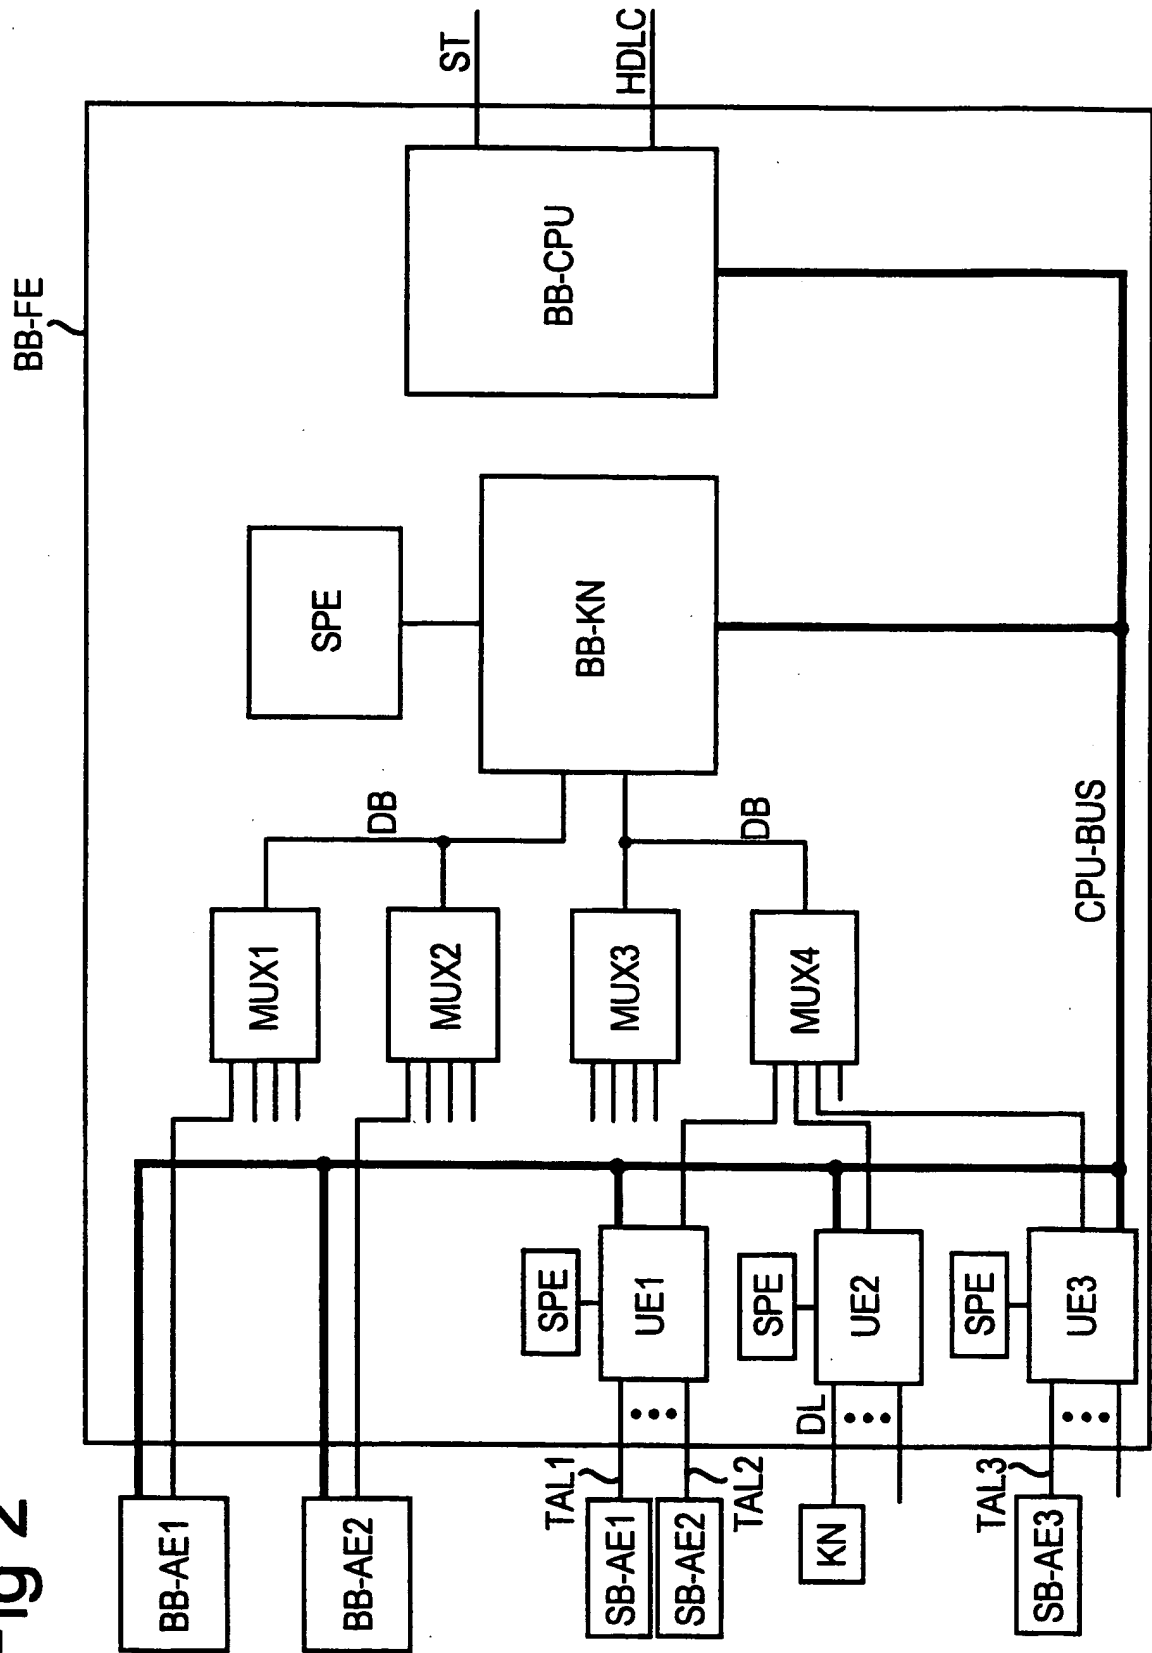 Fig 2
BB-FE
BB-AE1
MUX1
SPE
ST
BB-AE2
DB
MUX2
BB-KN
BB-CPU
HDLC
TAL1
SPE
SB-AE1
UE1
MUX3
SB-AE2
TAL2
SPE
DB
DL
MUX4
KN
UE2
TAL3
SPE
SB-AE3
UE3
CPU-BUS